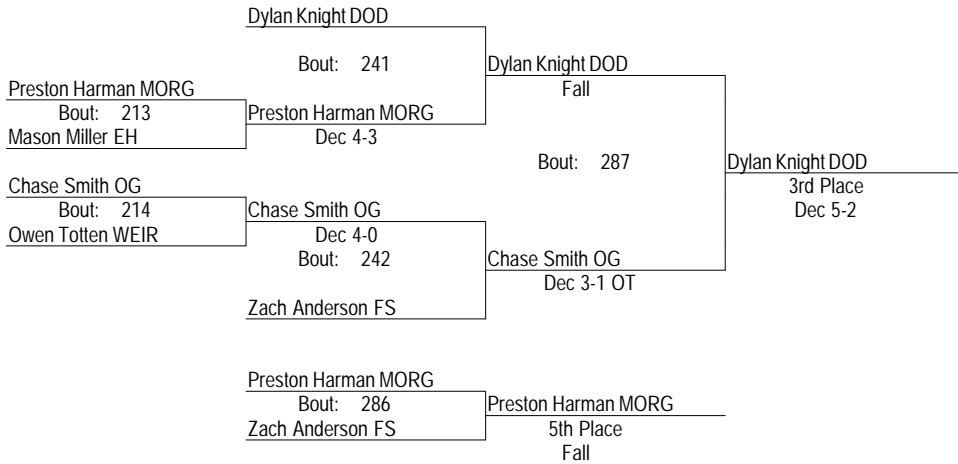 Dylan Knight DOD
Bout: 241
Dylan Knight DOD
Fall
Preston Harman MORG
Bout: 213
Preston Harman MORG
Mason Miller EH
Dec 4-3
Bout: 287
Dylan Knight DOD
3rd Place
Dec 5-2
Chase Smith OG
Bout: 214
Chase Smith OG
Owen Totten WEIR
Dec 4-0
Bout: 242
Chase Smith OG
Dec 3-1 OT
Zach Anderson FS
Preston Harman MORG
Bout: 286
Preston Harman MORG
Zach Anderson FS
5th Place
Fall